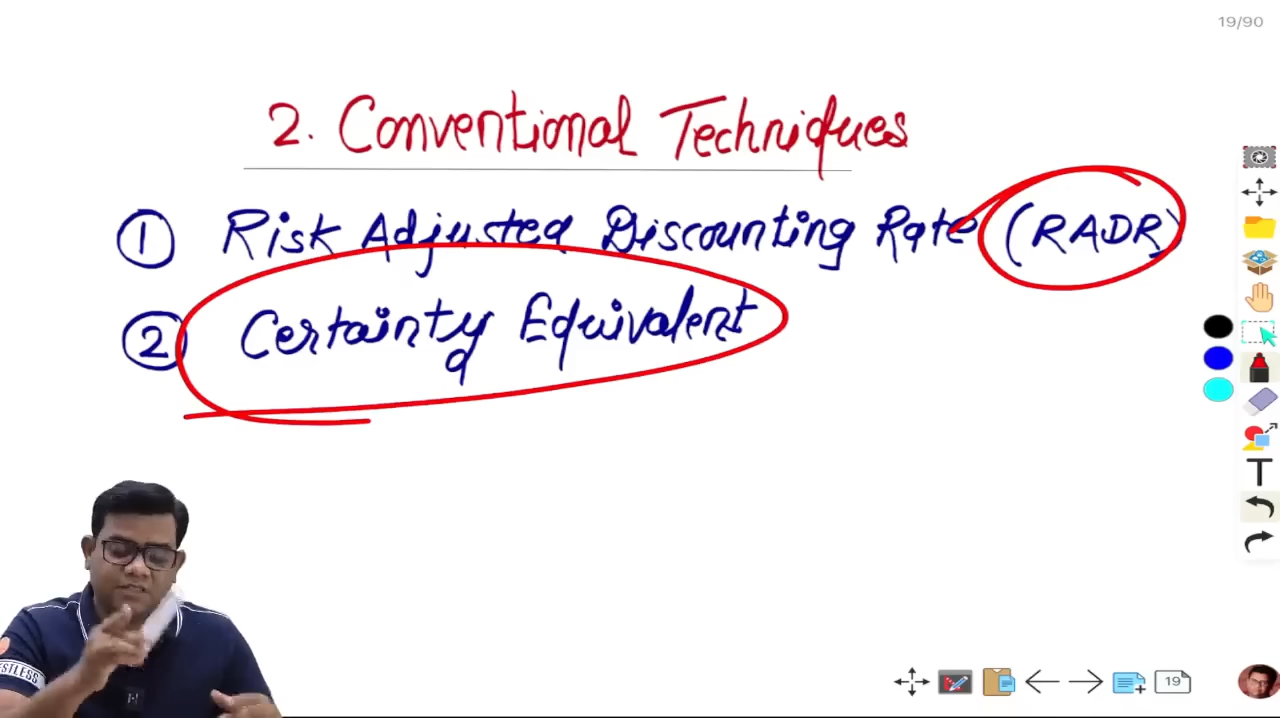 19/90
2. Conventional Techniques
① Risk Adjusted Discounting Rate (RADR)
② Certainty Equivalent
T
19